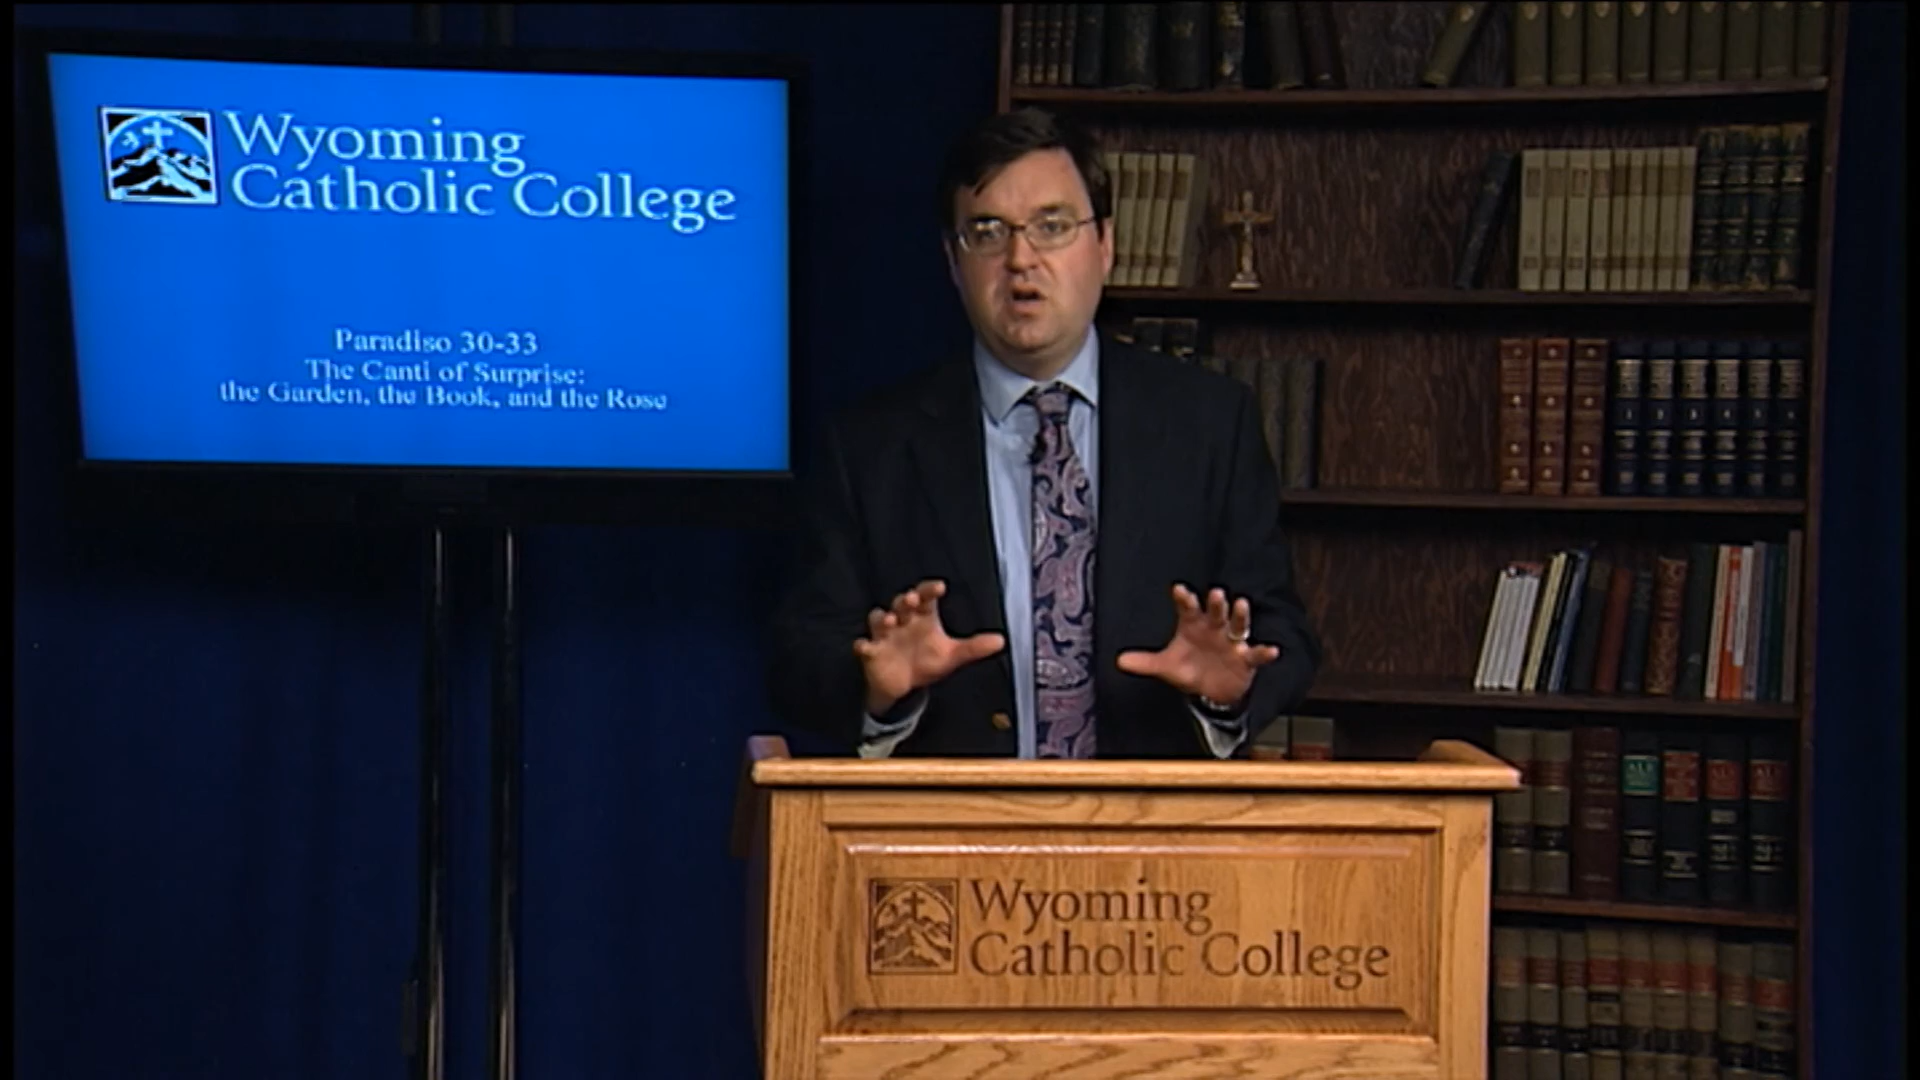 Wyoming
Catholic College
Paradiso 30-33
The Canti of Surprise:
the Garden, the Book, and the Rose
Wyoming
Catholic College